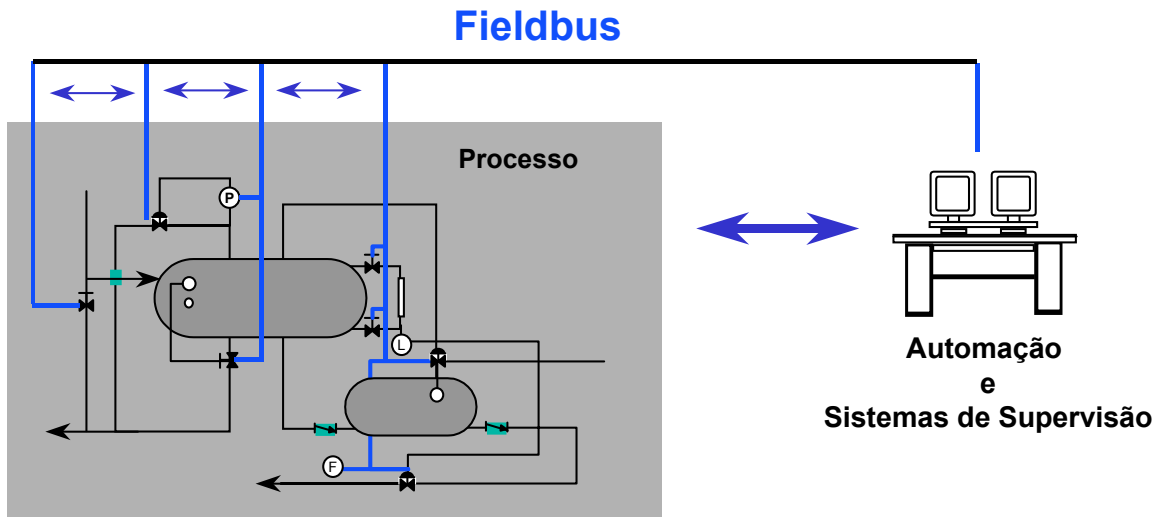 Fieldbus
Processo
P
L
F
Automação
e
Sistemas de Supervisão